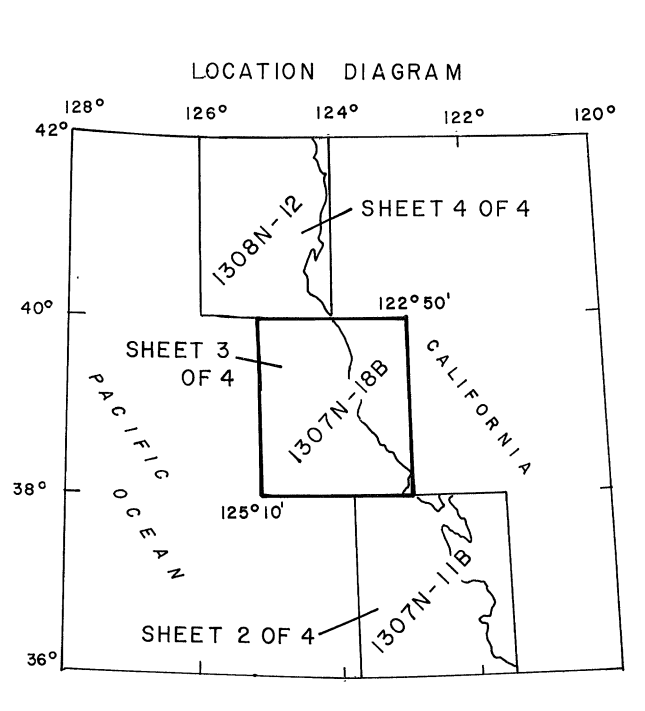 LOCATION DIAGRAM
128° 126° 124° 122° 120°
42°
1308N-12
SHEET 4 OF 4
40°
122°50'
SHEET 3
OF 4
1307N-18B
CALIFORNIA
PACIFIC
OCEAN
38°
125°10'
1307N-11B
SHEET 2 OF 4
36°